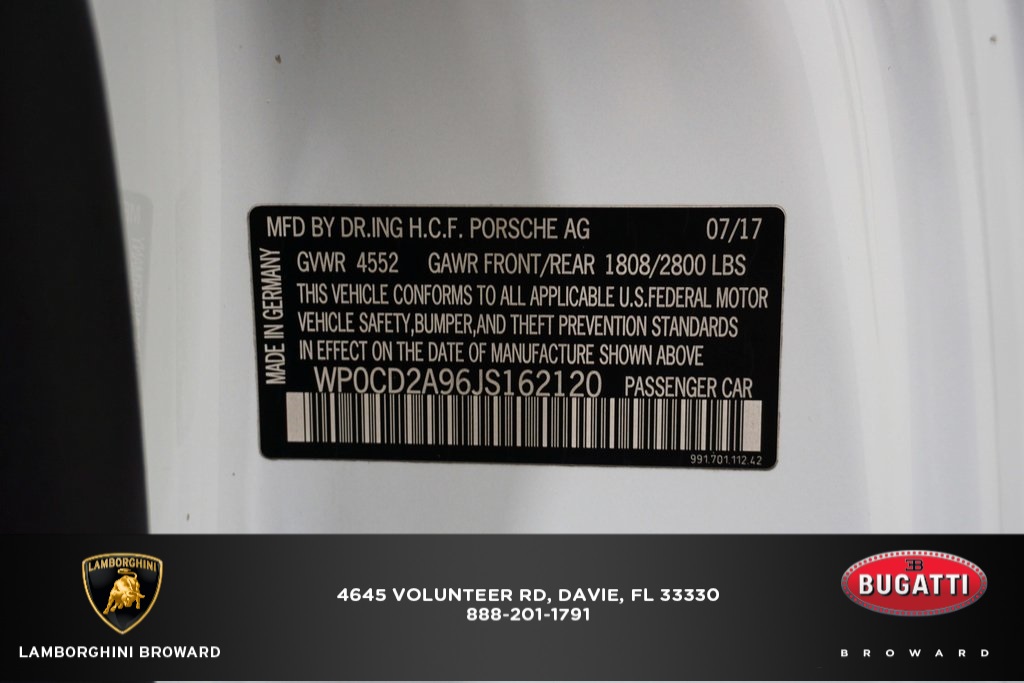 MFD BY DR.ING H.C.F. PORSCHE AG 07/17
GVWR 4552 GAWR FRONT/REAR 1808/2800 LBS
THIS VEHICLE CONFORMS TO ALL APPLICABLE U.S.FEDERAL MOTOR
VEHICLE SAFETY,BUMPER,AND THEFT PREVENTION STANDARDS
IN EFFECT ON THE DATE OF MANUFACTURE SHOWN ABOVE
MADE IN GERMANY
WP0CD2A96JS162120 PASSENGER CAR
991.701.112.42
LAMBORGHINI
LAMBORGHINI BROWARD
4645 VOLUNTEER RD, DAVIE, FL 33330
888-201-1791
EB
BUGATTI
BROWARD